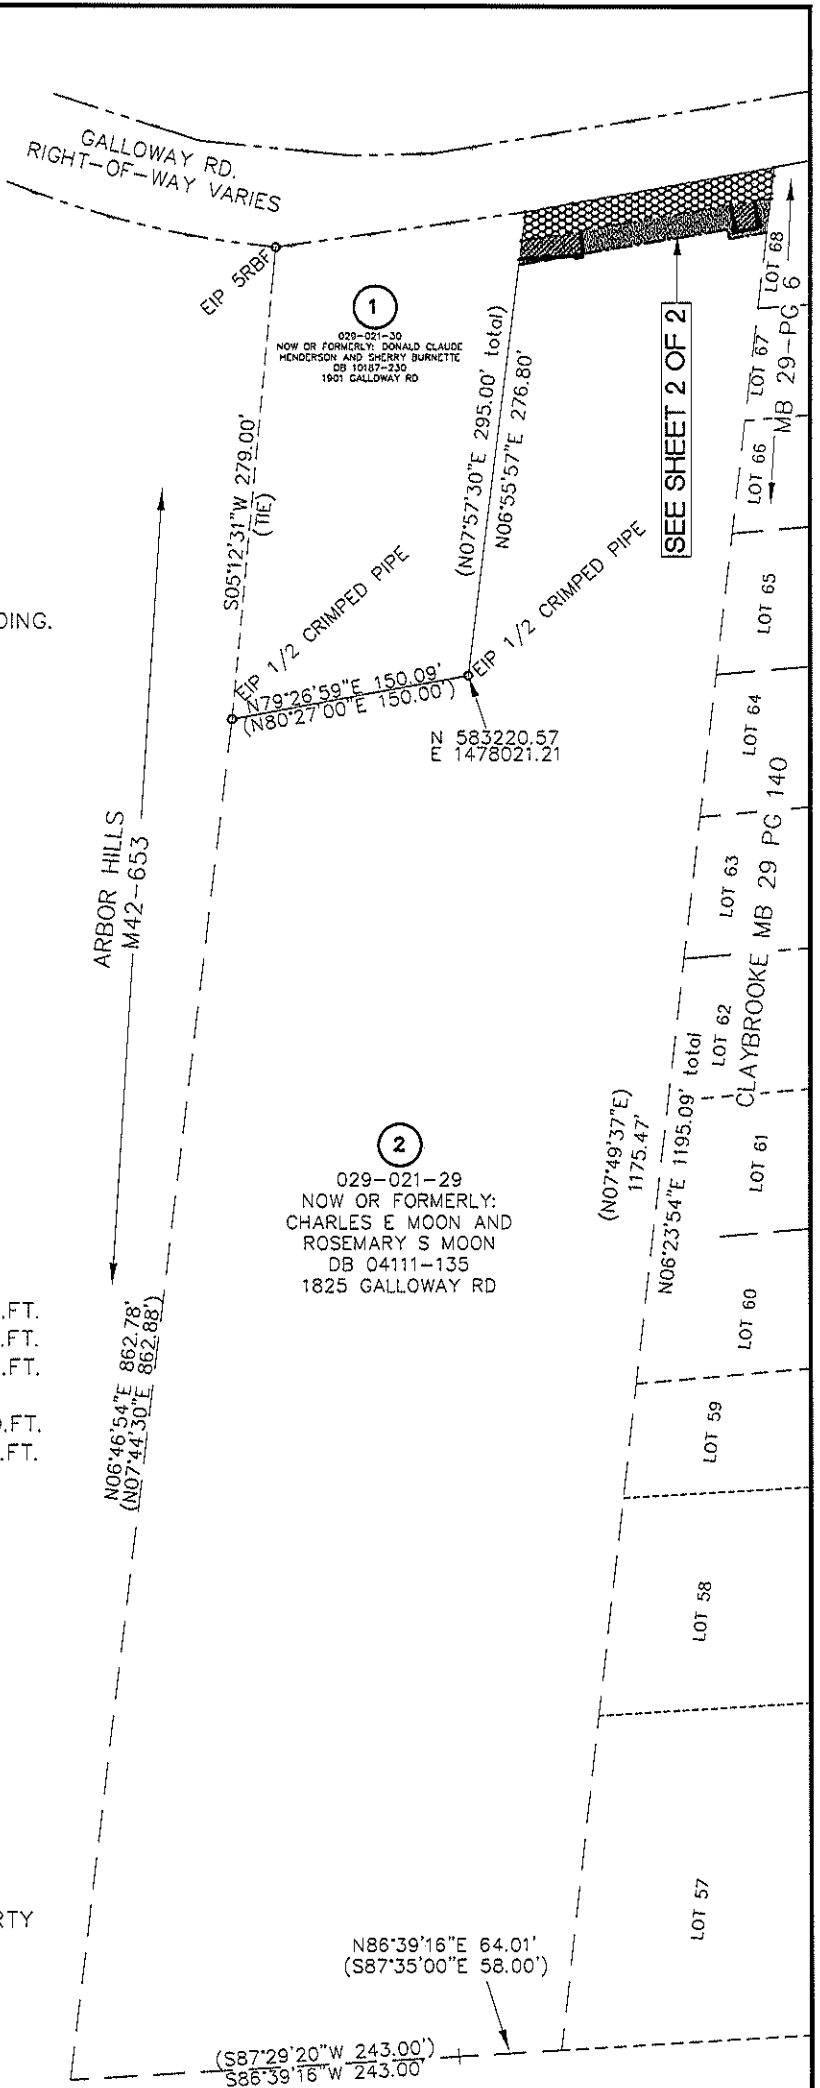 GALLOWAY RD.
RIGHT-OF-WAY VARIES
EIP 5RBF
1
029-021-30
NOW OR FORMERLY: DONALD CLAUDE
HENDERSON AND SHERRY BURNETTE
DB 10187-230
1901 GALLOWAY RD
S05°12'31"W 279.00'
(TIE)
(N07°57'30"E 295.00' total)
N06°55'57"E 276.80'
SEE SHEET 2 OF 2
LOT 68
LOT 67
LOT 66
MB 29-PG 6
DING.
EIP 1/2 CRIMPED PIPE
EIP 1/2 CRIMPED PIPE
N79°26'59"E 150.09'
(N80°27'00"E 150.00')
N 583220.57
E 1478021.21
LOT 65
LOT 64
LOT 63
LOT 62
LOT 61
LOT 60
LOT 59
LOT 58
LOT 57
CLAYBROOKE MB 29 PG 140
ARBOR HILLS
M42-653
2
029-021-29
NOW OR FORMERLY:
CHARLES E MOON AND
ROSEMARY S MOON
DB 04111-135
1825 GALLOWAY RD
(N07°49'37"E)
1175.47'
N06°23'54"E 1195.09' total
.FT.
.FT.
.FT.
.FT.
.FT.
N06°46'54"E 862.78'
(N07°44'30"E 862.88')
RTY
N86°39'16"E 64.01'
(S87°35'00"E 58.00')
(S87°29'20"W 243.00')
S86°39'16"W 243.00'